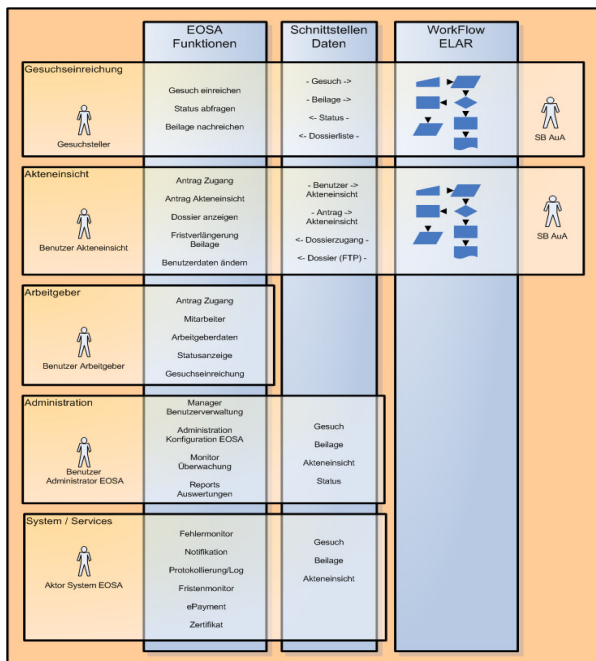 EOSA
Funktionen
Schnittstellen
Daten
WorkFlow
ELAR
Gesuchseinreichung
Gesuchsteller
Gesuch einreichen
Status abfragen
Beilage nachreichen
- Gesuch ->
- Beilage ->
<- Status -
<- Dossierliste -
SB AuA
Akteneinsicht
Benutzer Akteneinsicht
Antrag Zugang
Antrag Akteneinsicht
Dossier anzeigen
Fristverlängerung
Beilage
Benutzerdaten ändern
- Benutzer ->
Akteneinsicht
- Antrag ->
Akteneinsicht
<- Dossierzugang -
<- Dossier (FTP) -
SB AuA
Arbeitgeber
Benutzer Arbeitgeber
Antrag Zugang
Mitarbeiter
Arbeitgeberdaten
Statusanzeige
Gesuchseinreichung
Administration
Benutzer
Administrator EOSA
Manager
Benutzerverwaltung
Administration
Konfiguration EOSA
Monitor
Überwachung
Reports
Auswertungen
Gesuch
Beilage
Akteneinsicht
Status
System / Services
Aktor System EOSA
Fehlermonitor
Notifikation
Protokollierung/Log
Fristenmonitor
ePayment
Zertifikat
Gesuch
Beilage
Akteneinsicht